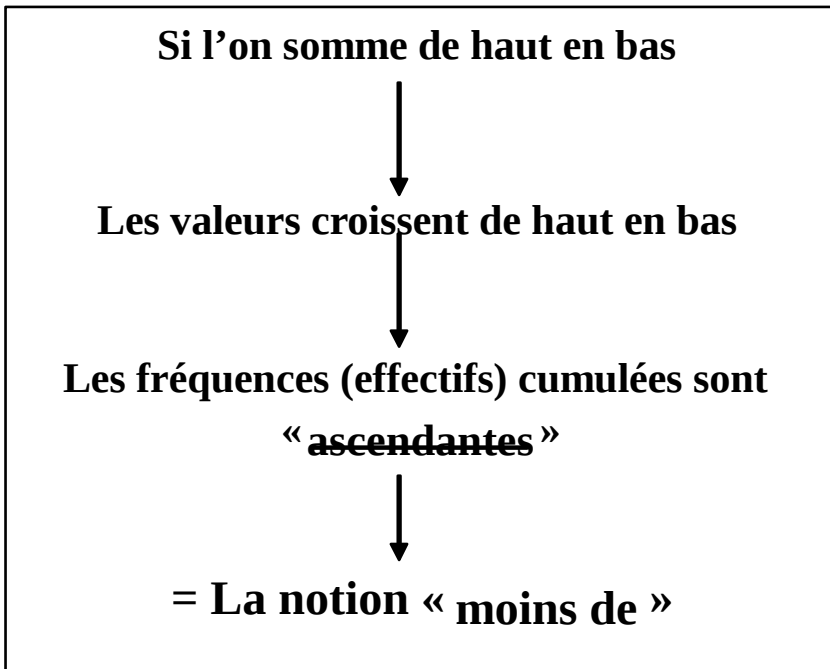 Si l’on somme de haut en bas
Les valeurs croissent de haut en bas
Les fréquences (effectifs) cumulées sont
« ascendantes »
= La notion « moins de »